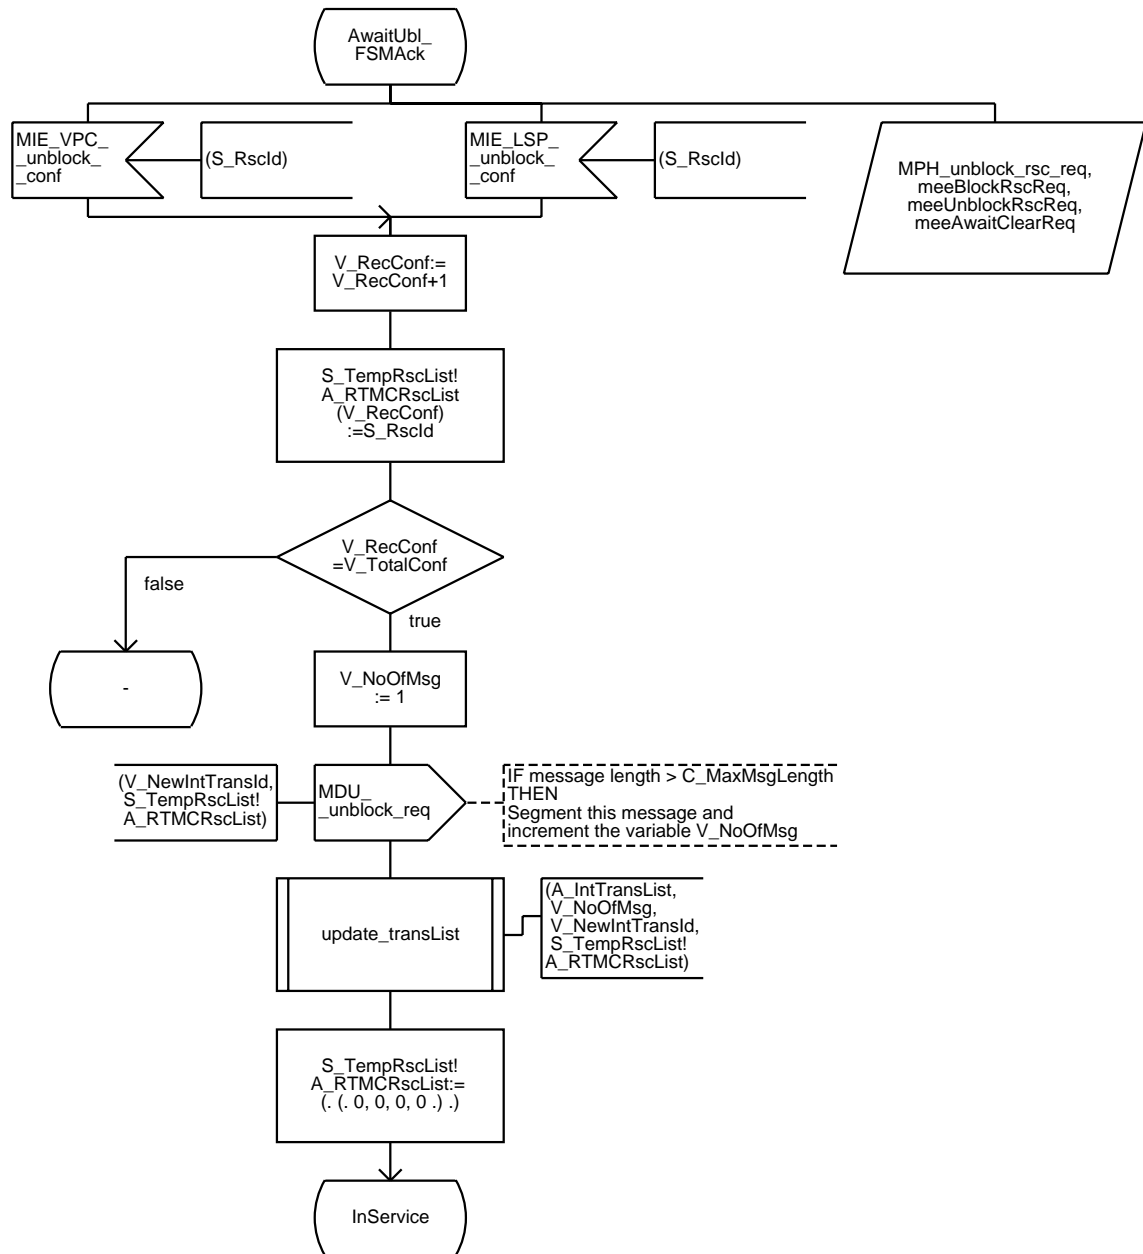 AwaitUbl_
FSMAck
MIE_VPC_
_unblock_
_conf
(S_RscId)
MIE_LSP_
_unblock_
_conf
(S_RscId)
MPH_unblock_rsc_req,
meeBlockRscReq,
meeUnblockRscReq,
meeAwaitClearReq
V_RecConf:=
V_RecConf+1
S_TempRscList!
A_RTMCRscList
(V_RecConf)
:=S_RscId
V_RecConf
=V_TotalConf
false
true
-
V_NoOfMsg
:= 1
(V_NewIntTransId,
S_TempRscList!
A_RTMCRscList)
MDU_
_unblock_req
IF message length > C_MaxMsgLength
THEN
Segment this message and
increment the variable V_NoOfMsg
update_transList
(A_IntTransList,
V_NoOfMsg,
V_NewIntTransId,
S_TempRscList!
A_RTMCRscList)
S_TempRscList!
A_RTMCRscList:=
(. (. 0, 0, 0, 0 .) .)
InService